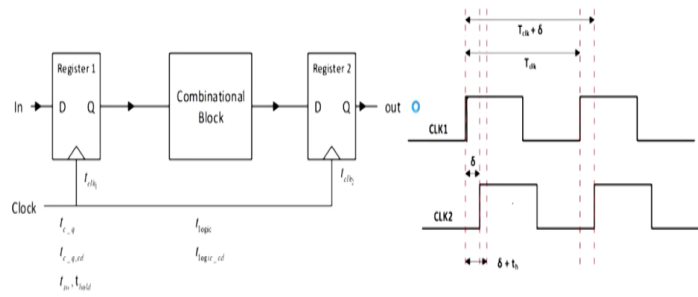 Register 1
D Q
In
t_clk1
Combinational
Block
Register 2
D Q
out
t_clk2
Clock
t_c_q
t_c_q,cd
t_su, t_hold
t_logic
t_logic_cd
T_clk + δ
T_clk
CLK1
δ
CLK2
δ + t_h